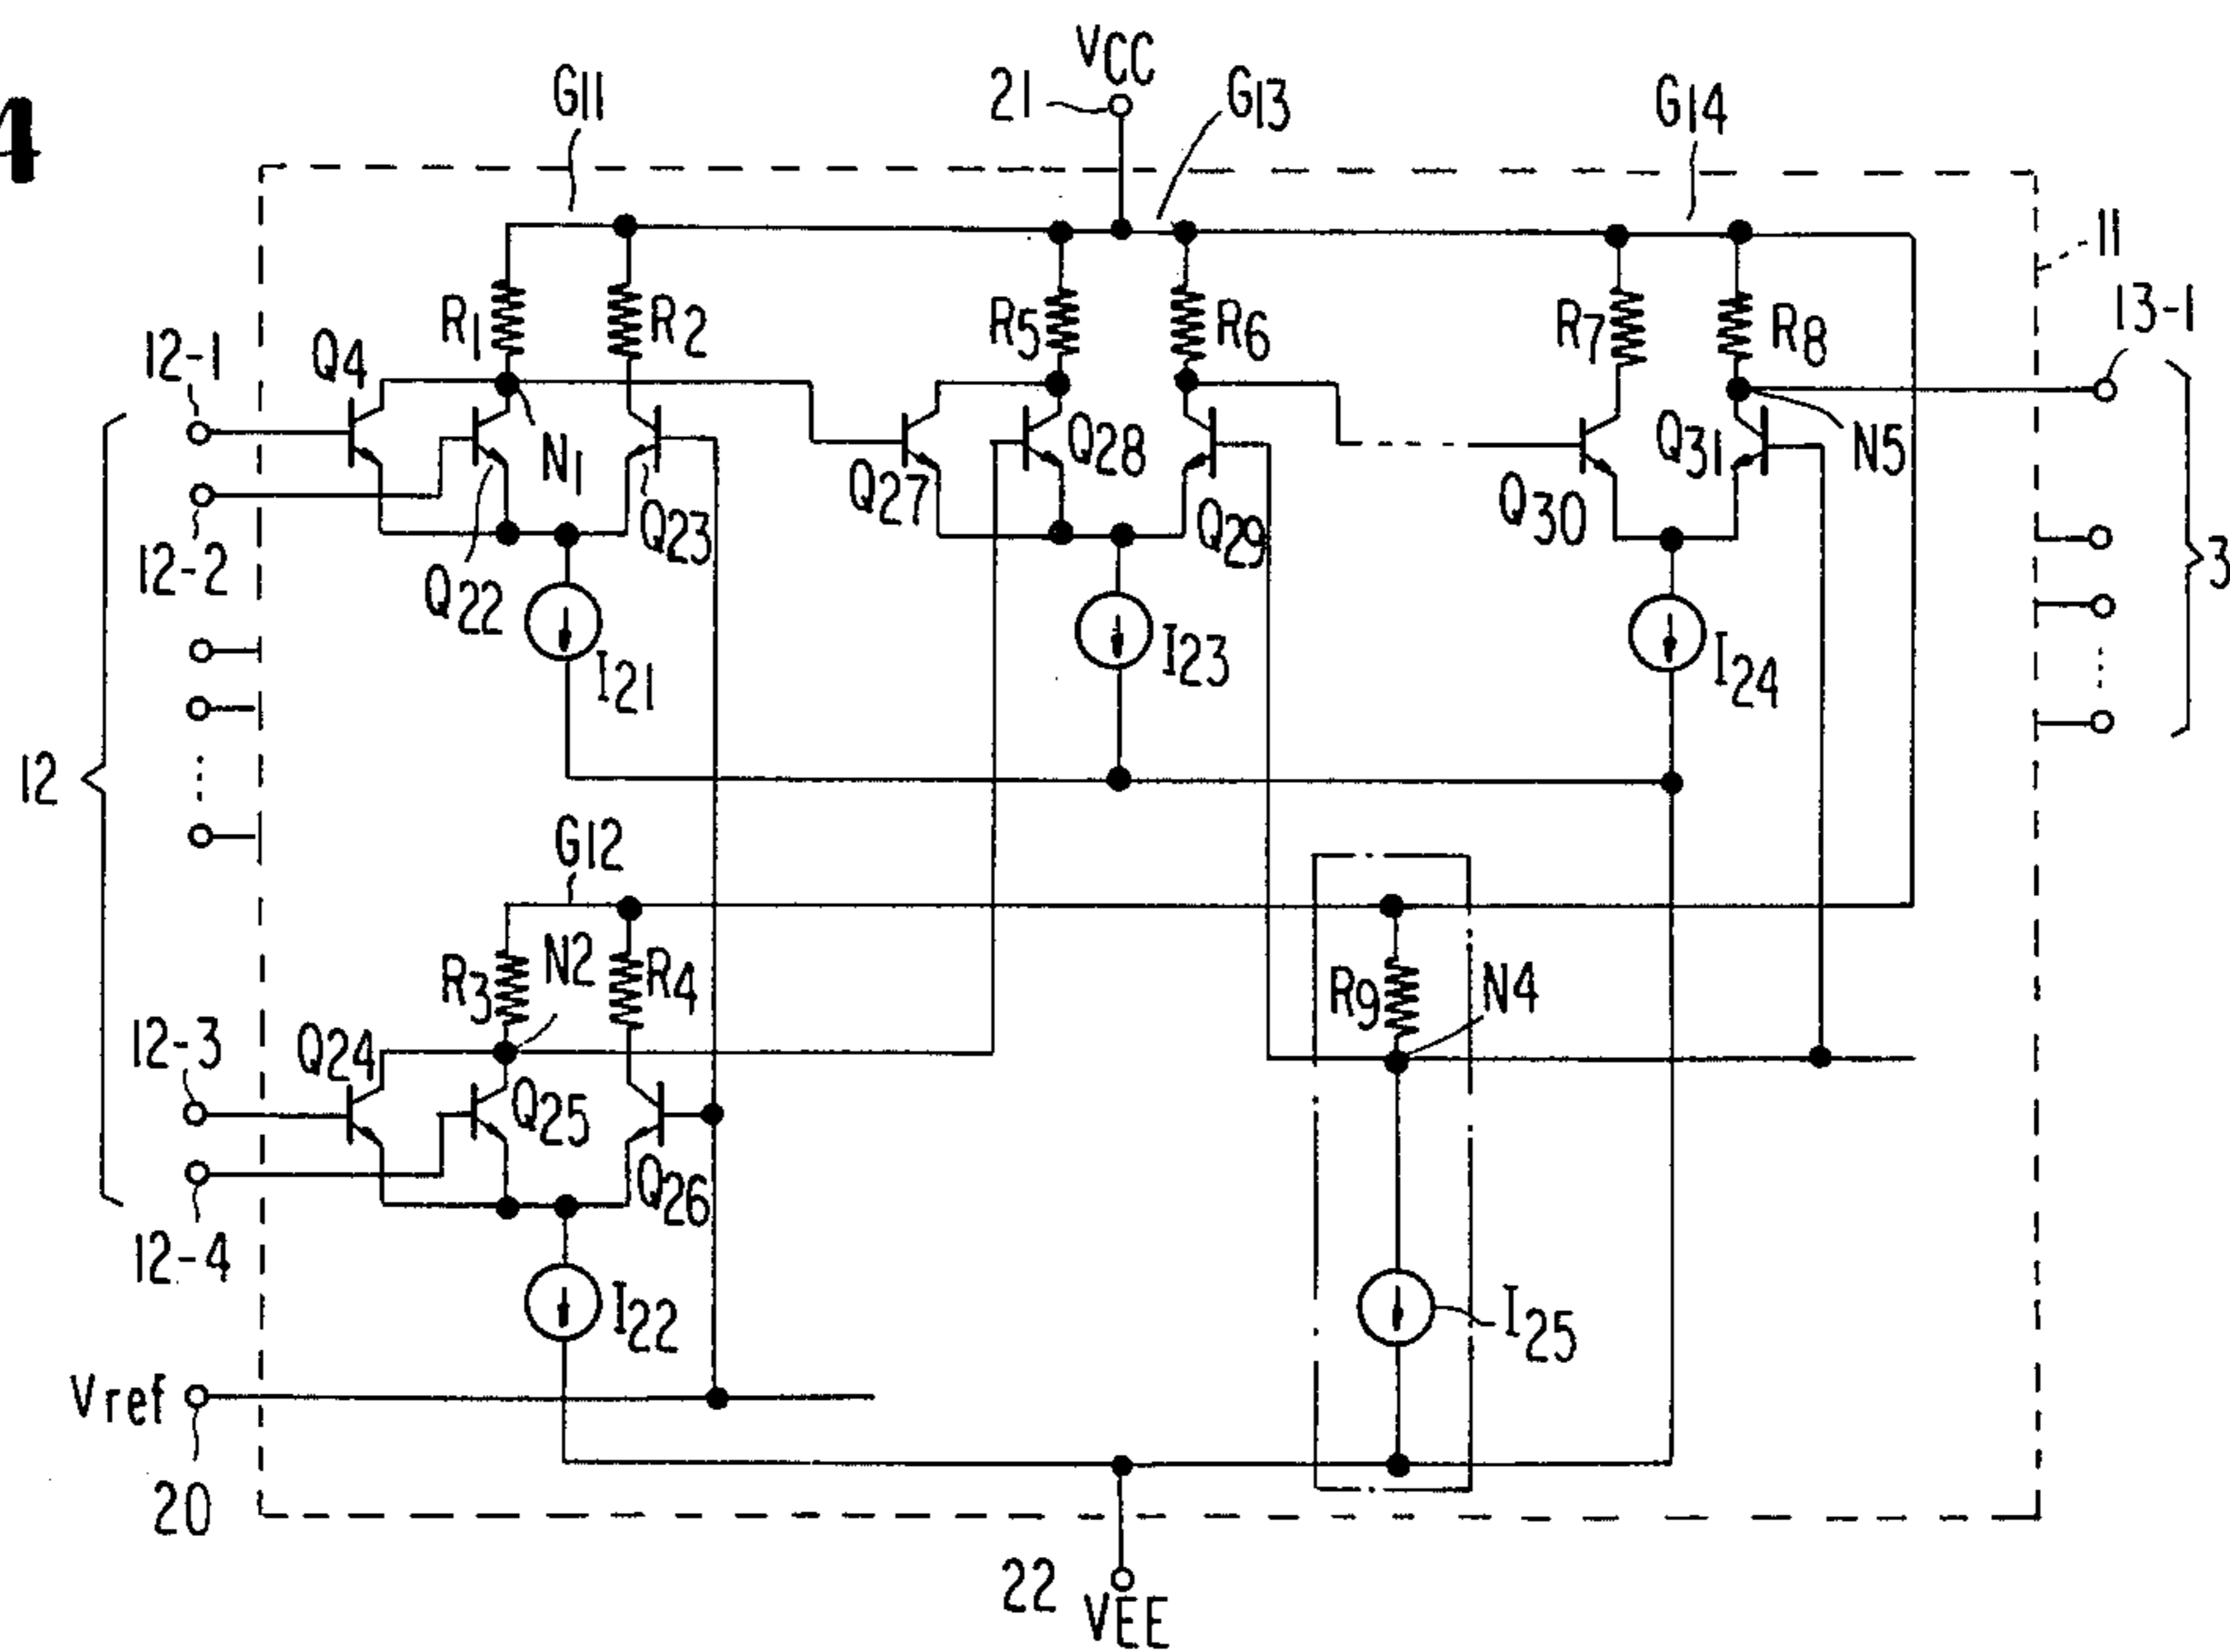 4
VCC
21
G11
G13
G14
11
13-1
R1
R2
R5
R6
R7
R8
12-1
Q4
N1
Q28
Q31
N5
Q27
Q23
Q29
Q30
12-2
Q22
3
I21
I23
I24
12
G12
R3
N2
R4
R9
N4
12-3
Q24
Q25
Q26
12-4
I22
I25
Vref
20
22
VEE